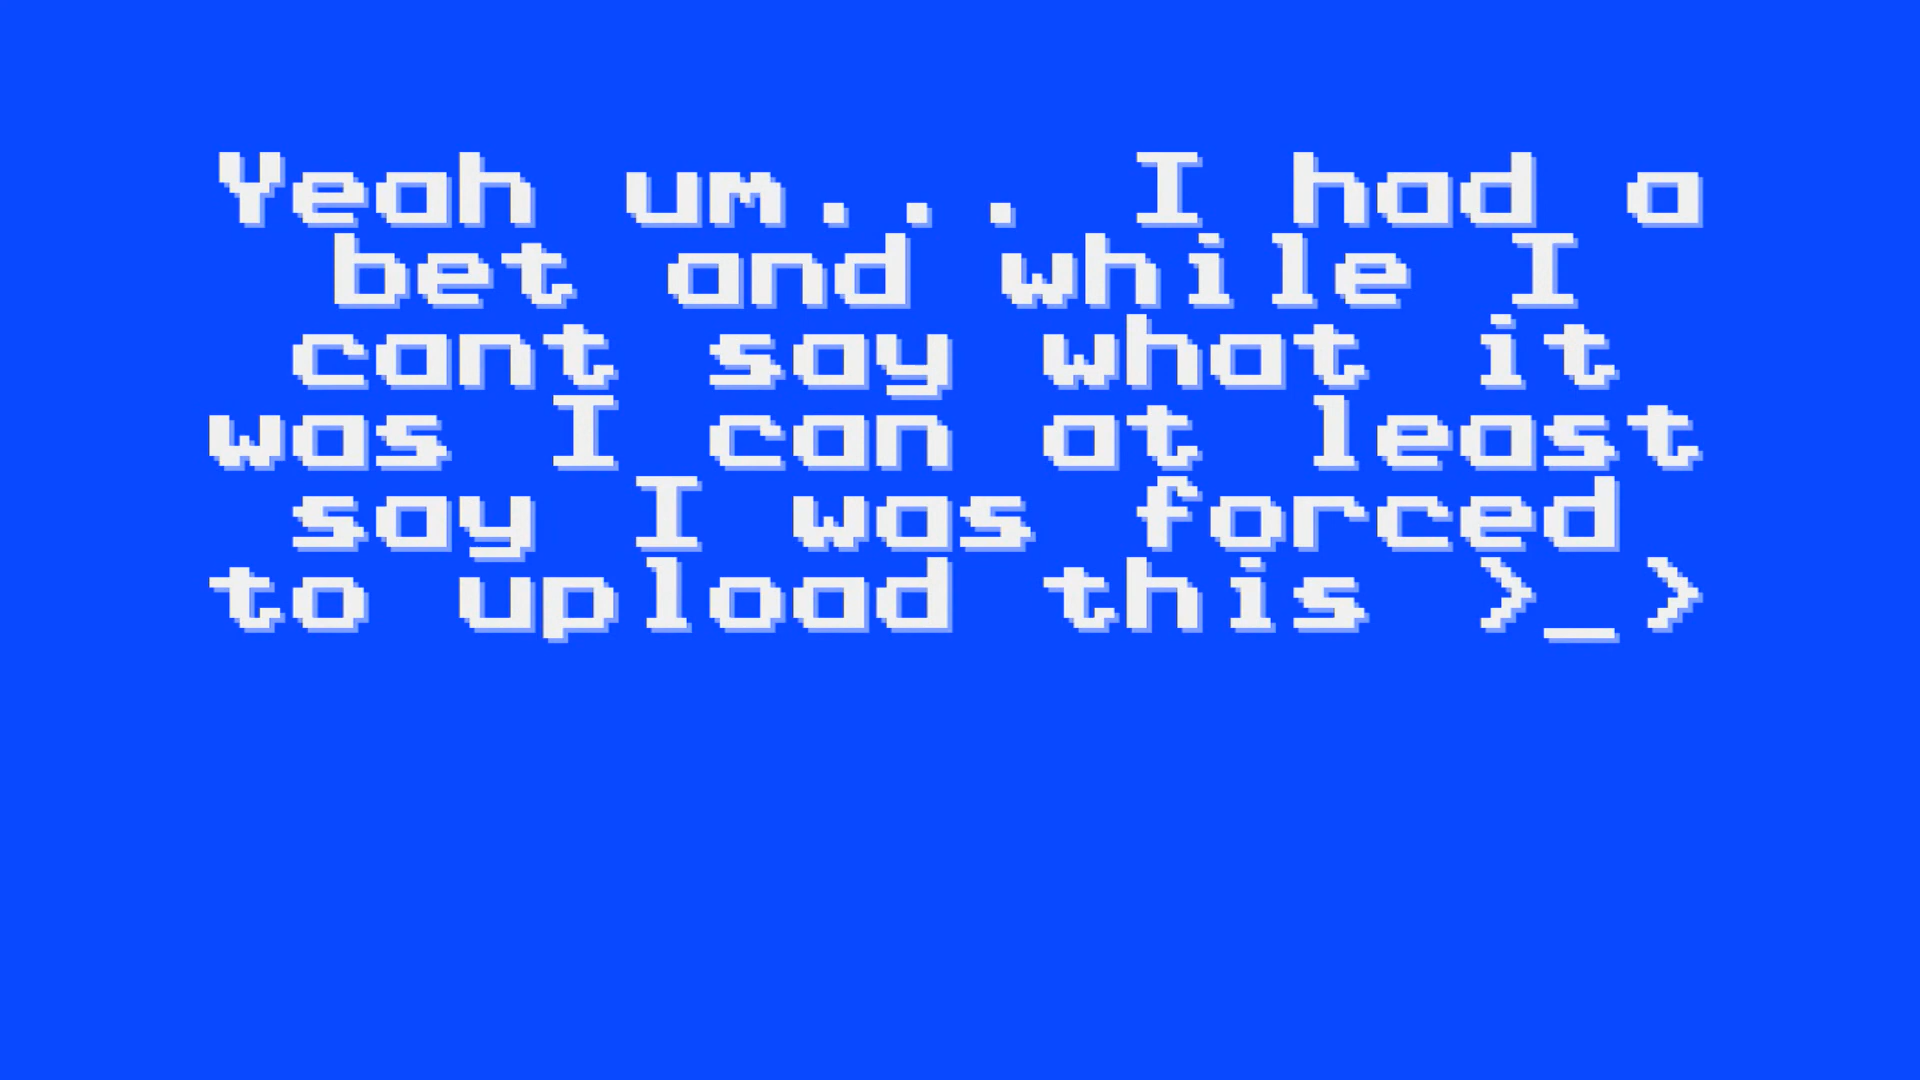 Yeah um... I had a
bet and while I
cant say what it
was I can at least
say I was forced
to upload this >_>